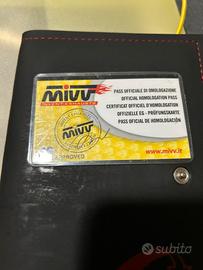 mivv
PASS UFFICIALE DI OMOLOGAZIONE
OFFICIAL HOMOLOGATION PASS
CERTIFICAT OFFICIEL D'HOMOLOGATION
OFFIZIELLE EG - PRÜFUNGSKARTE
PASS OFICIAL DE HOMOLOGACIÓN
mivv
APPROVED
www.mivv.it
subito